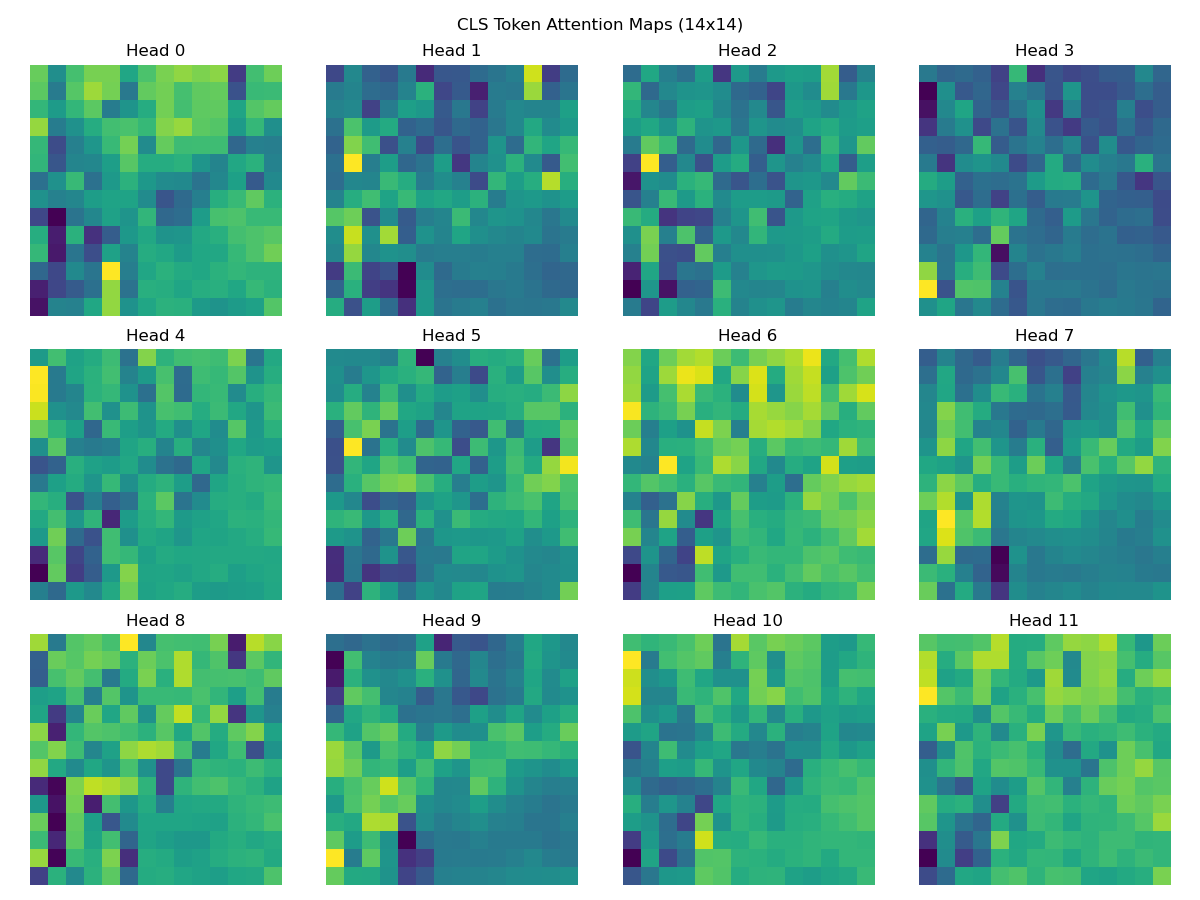 CLS Token Attention Maps (14x14)
Head 0
Head 1
Head 2
Head 3
Head 4
Head 5
Head 6
Head 7
Head 8
Head 9
Head 10
Head 11